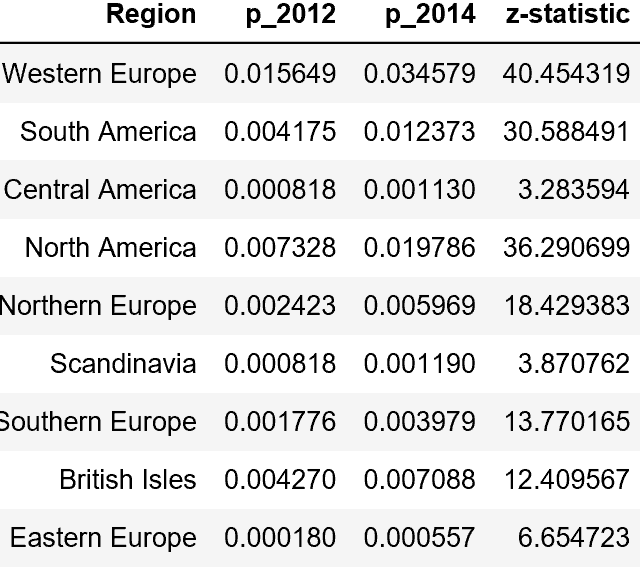 Region p_2012 p_2014 z-statistic
Western Europe 0.015649 0.034579 40.454319
South America 0.004175 0.012373 30.588491
Central America 0.000818 0.001130 3.283594
North America 0.007328 0.019786 36.290699
Northern Europe 0.002423 0.005969 18.429383
Scandinavia 0.000818 0.001190 3.870762
Southern Europe 0.001776 0.003979 13.770165
British Isles 0.004270 0.007088 12.409567
Eastern Europe 0.000180 0.000557 6.654723